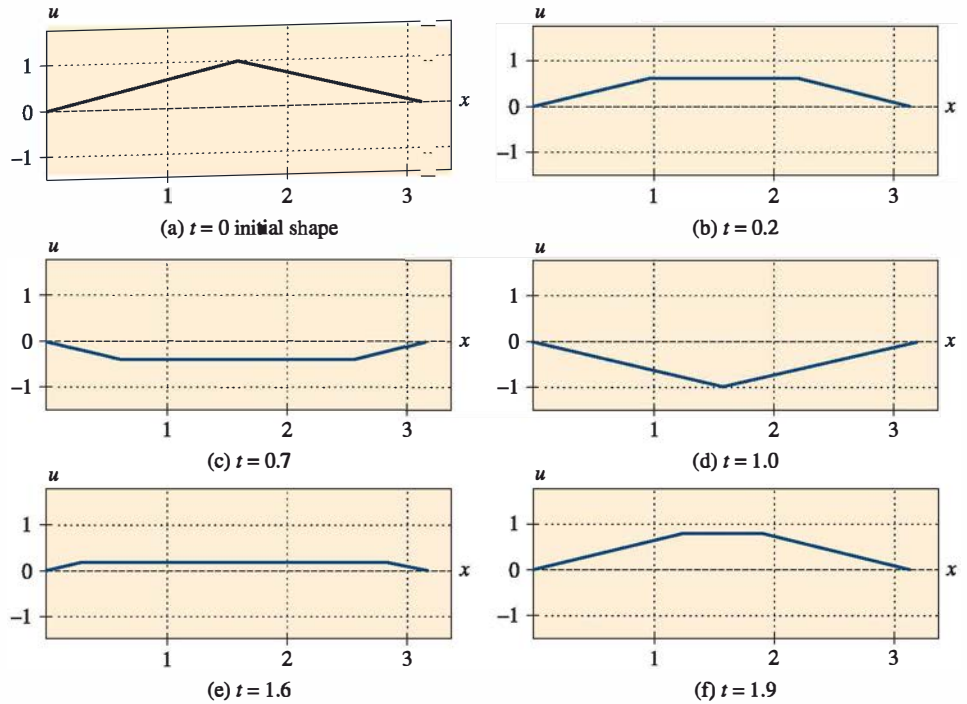 u
1
0
−1
1
2
3
x
(a) t = 0 initial shape
u
1
0
−1
1
2
3
x
(b) t = 0.2
u
1
0
−1
1
2
3
x
(c) t = 0.7
u
1
0
−1
1
2
3
x
(d) t = 1.0
u
1
0
−1
1
2
3
x
(e) t = 1.6
u
1
0
−1
1
2
3
x
(f) t = 1.9